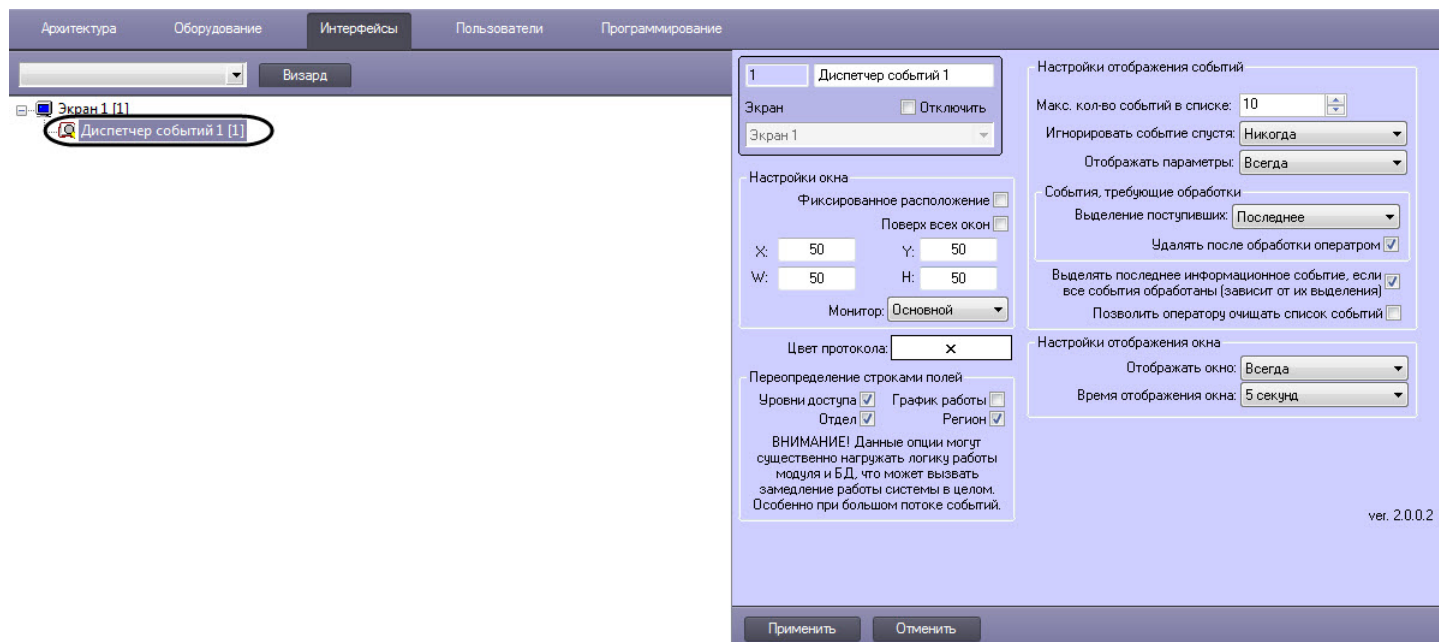 Архитектура Оборудование Интерфейсы Пользователи Программирование
Визард
Экран 1 [1]
Диспетчер событий 1 [1]
1 Диспетчер событий 1
Экран Отключить
Экран 1
Настройки окна
Фиксированное расположение
Поверх всех окон
X: 50 Y: 50
W: 50 H: 50
Монитор: Основной
Цвет протокола: X
Переопределение строками полей
Уровни доступа График работы
Отдел Регион
ВНИМАНИЕ! Данные опции могут
существенно нагружать логику работы
модуля и БД, что может вызвать
замедление работы системы в целом.
Особенно при большом потоке событий.
Настройки отображения событий
Макс. кол-во событий в списке: 10
Игнорировать событие спустя: Никогда
Отображать параметры: Всегда
События, требующие обработки
Выделение поступивших: Последнее
Удалять после обработки оператром
Выделять последнее информационное событие, если
все события обработаны (зависит от их выделения)
Позволить оператору очищать список событий
Настройки отображения окна
Отображать окно: Всегда
Время отображения окна: 5 секунд
ver. 2.0.0.2
Применить Отменить